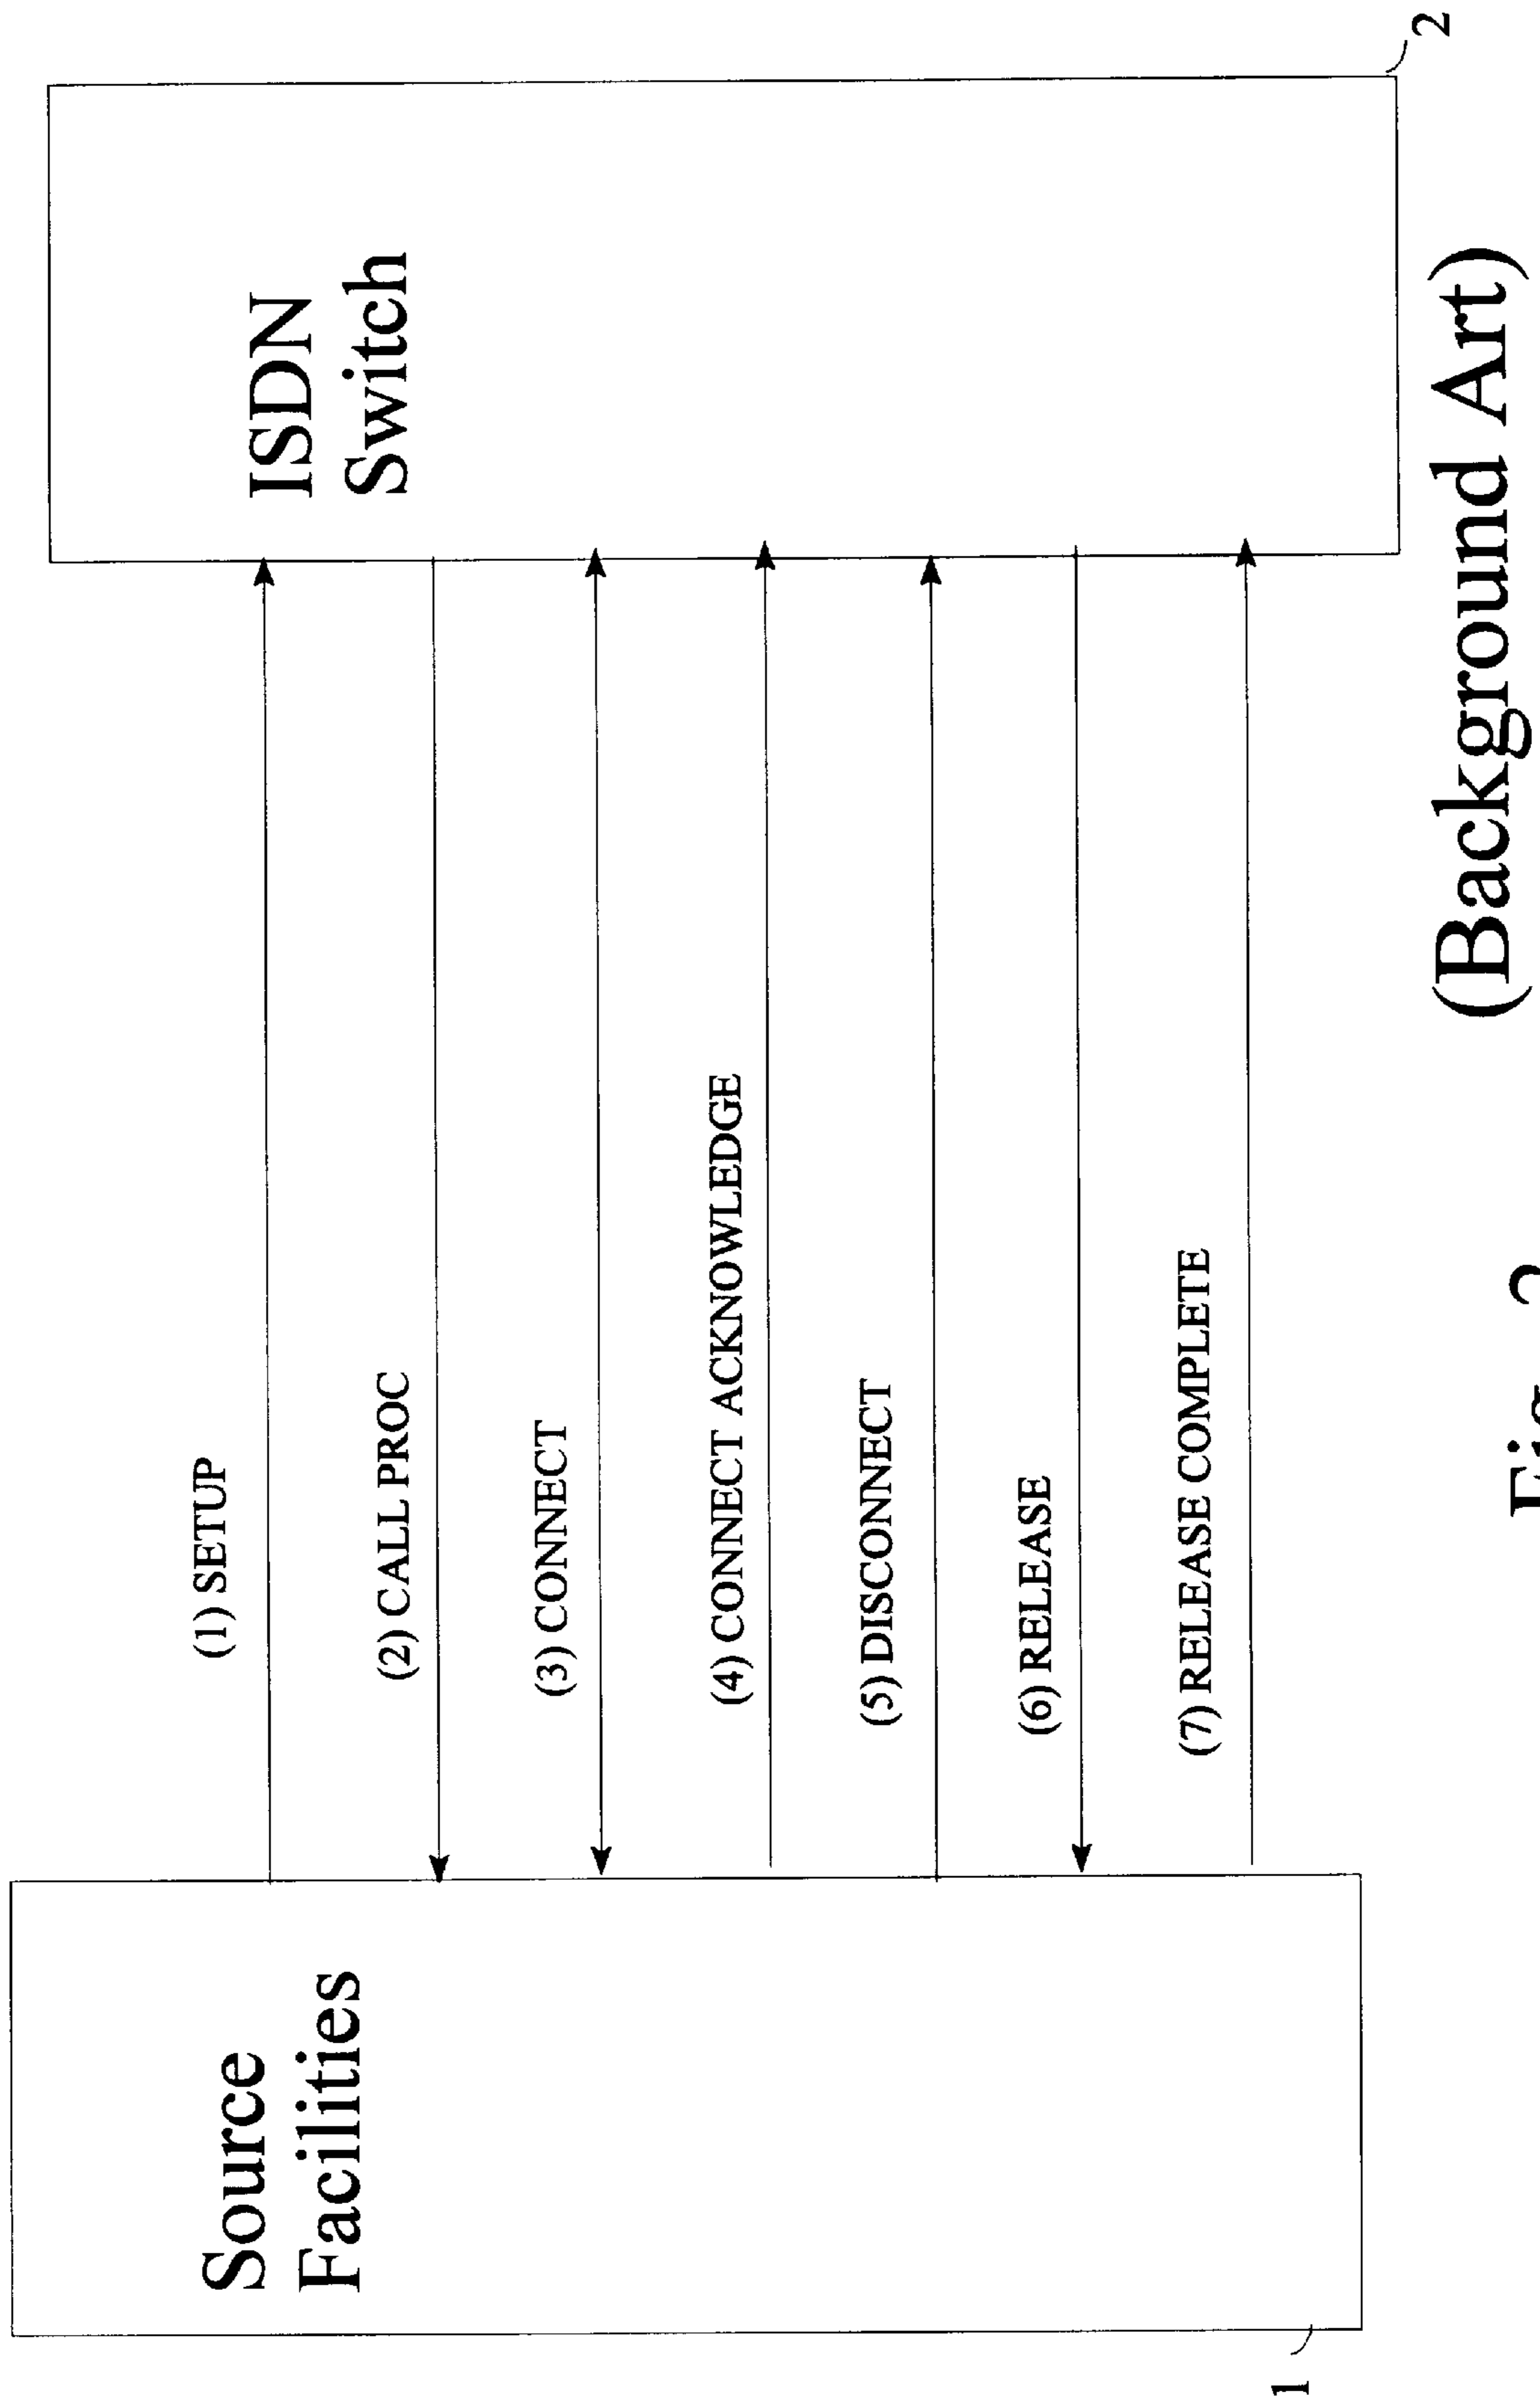 Source
Facilities
ISDN
Switch
(1) SETUP
(2) CALL PROC
(3) CONNECT
(4) CONNECT ACKNOWLEDGE
(5) DISCONNECT
(6) RELEASE
(7) RELEASE COMPLETE
1
2
(Background Art)